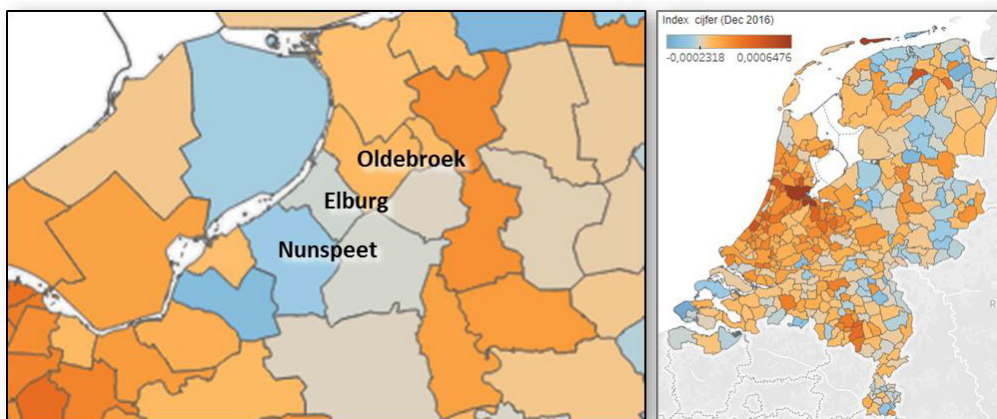 Oldebroek
Elburg
Nunspeet
Index cijfer (Dec 2016)
-0,0002318 0,0006476
R